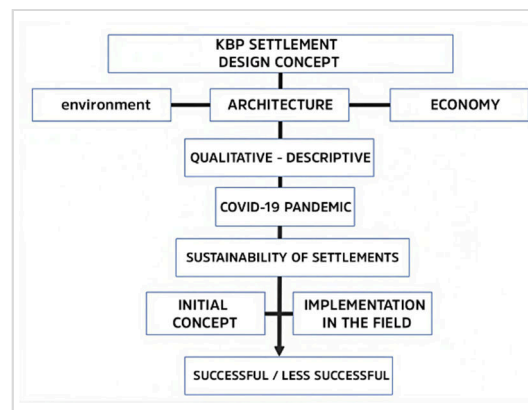 KBP SETTLEMENT
DESIGN CONCEPT
environment
ARCHITECTURE
ECONOMY
QUALITATIVE - DESCRIPTIVE
COVID-19 PANDEMIC
SUSTAINABILITY OF SETTLEMENTS
INITIAL
CONCEPT
IMPLEMENTATION
IN THE FIELD
SUCCESSFUL / LESS SUCCESSFUL